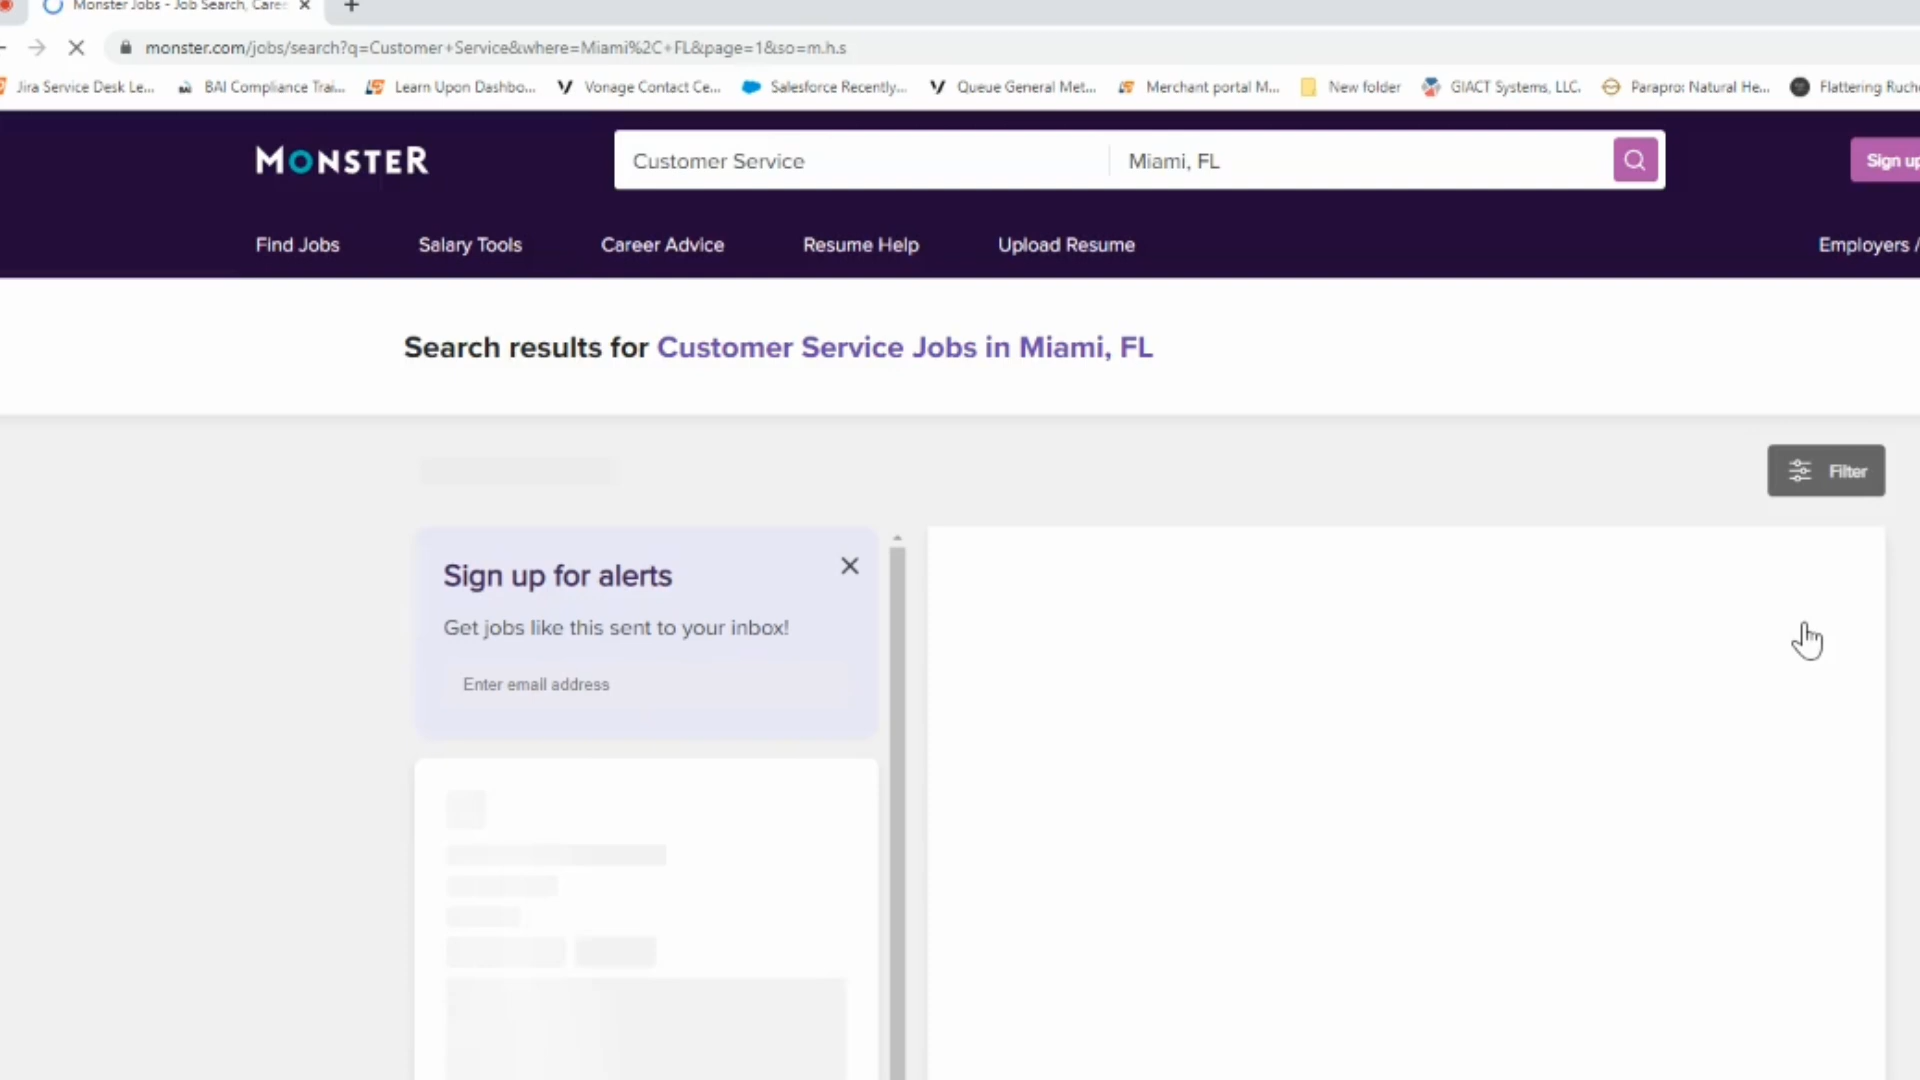 Monster Jobs - Job Search, Caree
monster.com/jobs/search?q=Customer+Service&where=Miami%2C+FL&page=1&so=m.h.s
Jira Service Desk Le... BAI Compliance Trai... Learn Upon Dashbo... Vonage Contact Ce... Salesforce Recently... Queue General Met... Merchant portal M... New folder GIACT Systems, LLC. Parapro: Natural He... Flattering Ruch
MONSTER Customer Service Miami, FL Sign up
Find Jobs Salary Tools Career Advice Resume Help Upload Resume Employers /
Search results for Customer Service Jobs in Miami, FL
Filter
Sign up for alerts
Get jobs like this sent to your inbox!
Enter email address